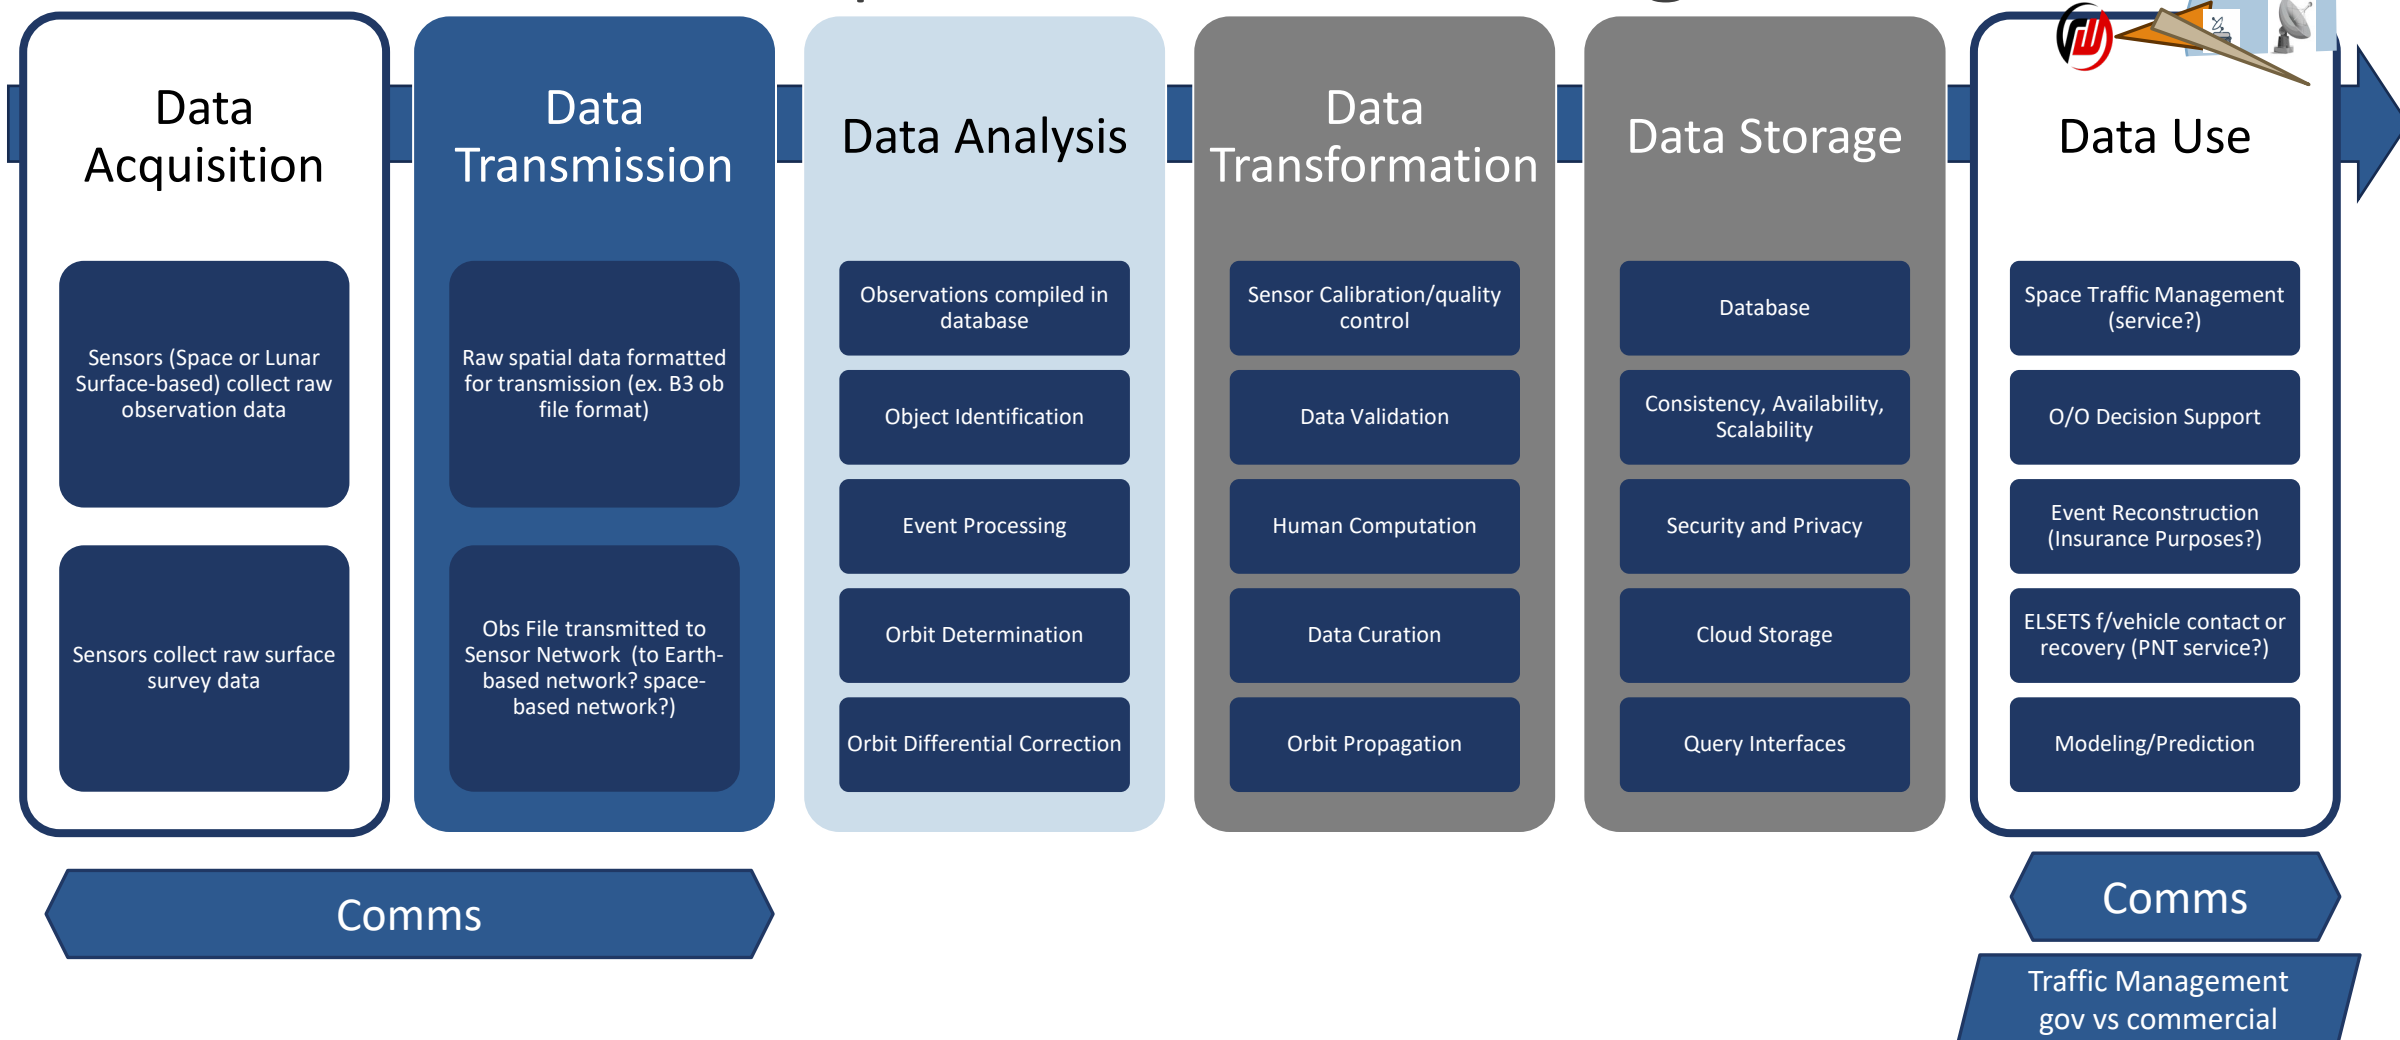 Data
Acquisition
Sensors (Space or Lunar
Surface-based) collect raw
observation data
Sensors collect raw surface
survey data
Data
Transmission
Raw spatial data formatted
for transmission (ex. B3 ob
file format)
Obs File transmitted to
Sensor Network (to Earth-
based network? space-
based network?)
Data Analysis
Observations compiled in
database
Object Identification
Event Processing
Orbit Determination
Orbit Differential Correction
Data
Transformation
Sensor Calibration/quality
control
Data Validation
Human Computation
Data Curation
Orbit Propagation
Data Storage
Database
Consistency, Availability,
Scalability
Security and Privacy
Cloud Storage
Query Interfaces
Data Use
Space Traffic Management
(service?)
O/O Decision Support
Event Reconstruction
(Insurance Purposes?)
ELSETS f/vehicle contact or
recovery (PNT service?)
Modeling/Prediction
Comms
Comms
Traffic Management
gov vs commercial